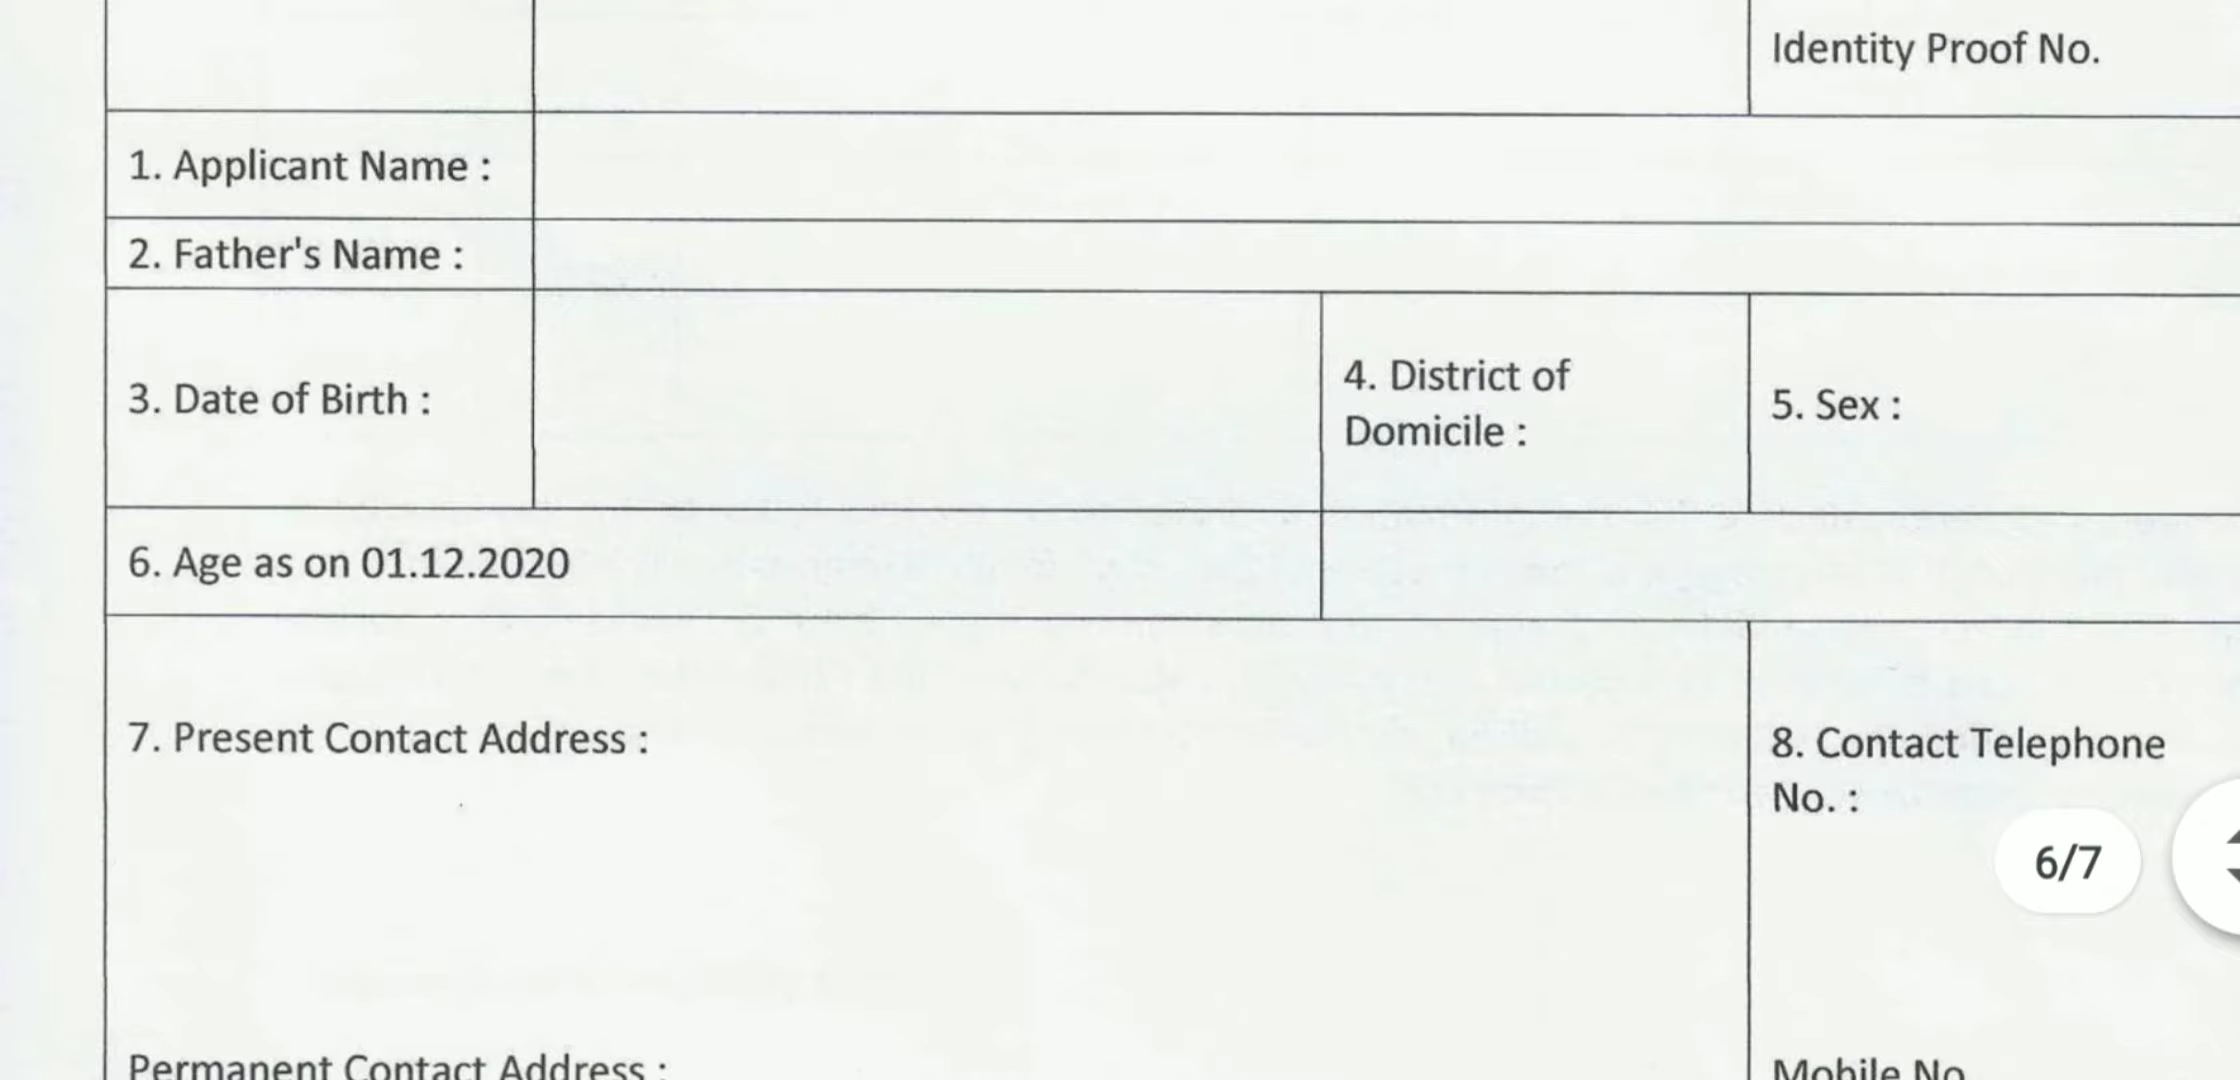 Identity Proof No.
1. Applicant Name :
2. Father's Name :
3. Date of Birth :
4. District of
Domicile :
5. Sex :
6. Age as on 01.12.2020
7. Present Contact Address :
8. Contact Telephone
No. :
6/7
Permanent Contact Address :
Mobile No